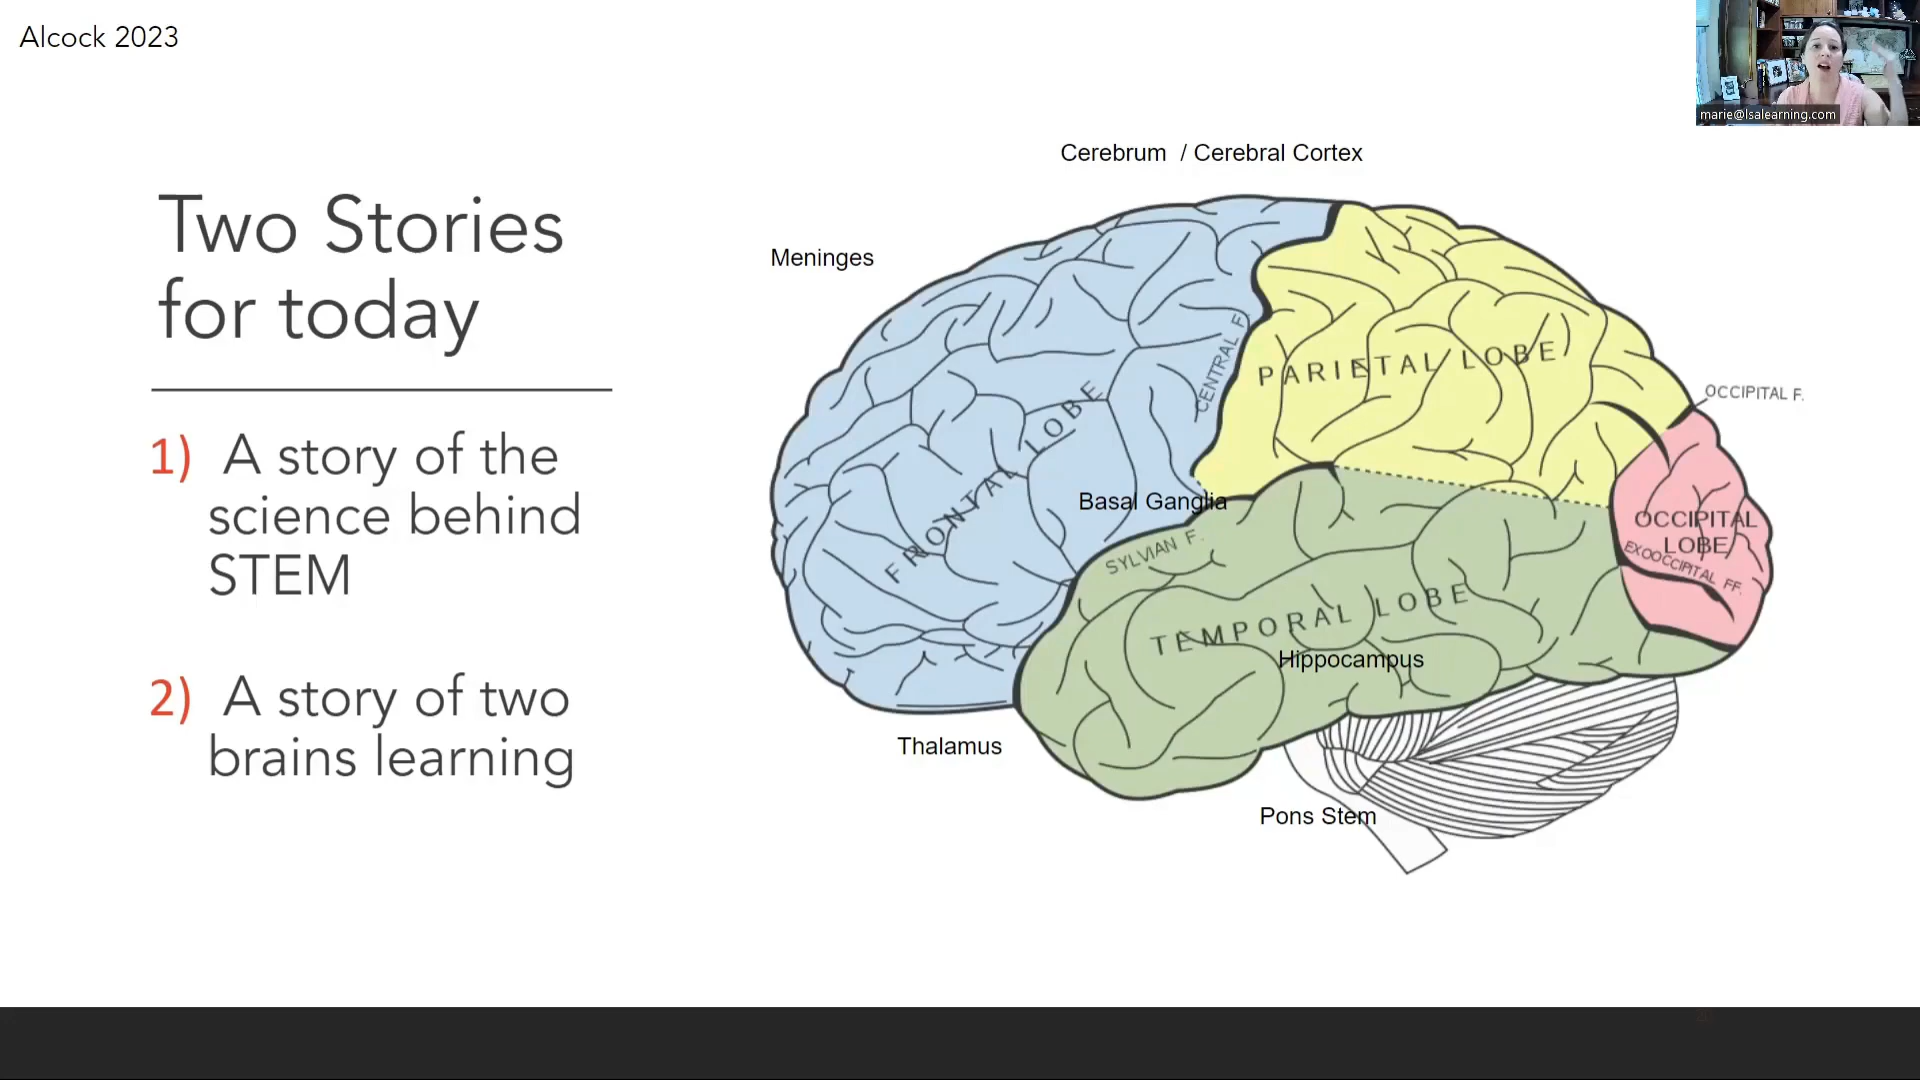 Alcock 2023
marie@lsalearning.com
Two Stories
for today
1) A story of the
science behind
STEM
2) A story of two
brains learning
Cerebrum / Cerebral Cortex
Meninges
CENTRAL F.
PARIETAL LOBE
OCCIPITAL F.
FRONTAL LOBE
Basal Ganglia
SYLVIAN F.
OCCIPITAL
LOBE
EXOOCCIPITAL FF.
TEMPORAL LOBE
Hippocampus
Thalamus
Pons Stem